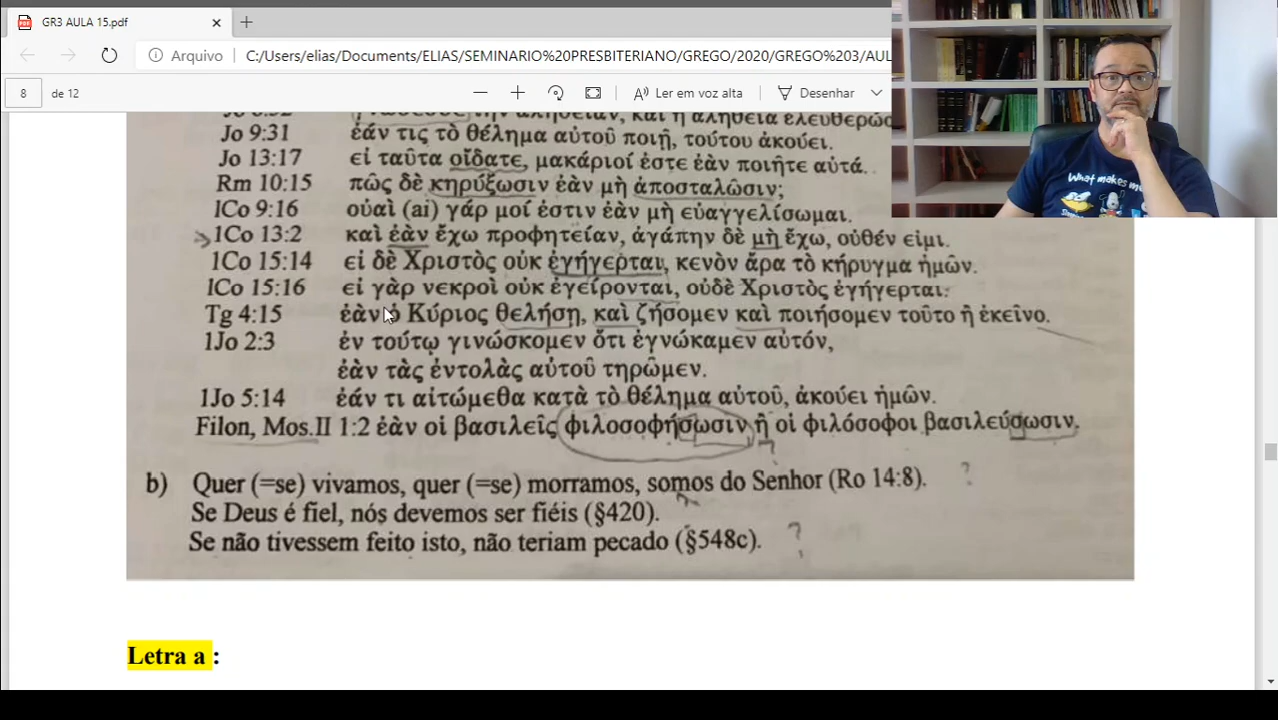 GR3 AULA 15.pdf
Arquivo C:/Users/elias/Documents/ELIAS/SEMINARIO%20PRESBITERIANO/GREGO/2020/GREGO%203/AUL
8 de 12 Ler em voz alta Desenhar
την ἀλήθειαν, καὶ ἡ ἀλήθεια ἐλευθερώσ
Jo 9:31 ἐάν τις τὸ θέλημα αὐτοῦ ποιῇ, τούτου ἀκούει.
Jo 13:17 εἰ ταῦτα οἴδατε, μακάριοί ἐστε ἐὰν ποιῆτε αὐτά.
Rm 10:15 πῶς δὲ κηρύξωσιν ἐὰν μὴ ἀποσταλῶσιν;
1Co 9:16 οὐαὶ (ai) γάρ μοί ἐστιν ἐὰν μὴ εὐαγγελίσωμαι.
1Co 13:2 καὶ ἐὰν ἔχω προφητείαν, ἀγάπην δὲ μὴ ἔχω, οὐθέν εἰμι.
1Co 15:14 εἰ δὲ Χριστὸς οὐκ ἐγήγερται, κενὸν ἄρα τὸ κήρυγμα ἡμῶν.
1Co 15:16 εἰ γὰρ νεκροὶ οὐκ ἐγείρονται, οὐδὲ Χριστὸς ἐγήγερται.
Tg 4:15 ἐὰν ὁ Κύριος θελήσῃ, καὶ ζήσομεν καὶ ποιήσομεν τοῦτο ἢ ἐκεῖνο.
1Jo 2:3 ἐν τούτῳ γινώσκομεν ὅτι ἐγνώκαμεν αὐτόν,
ἐὰν τὰς ἐντολὰς αὐτοῦ τηρῶμεν.
1Jo 5:14 ἐάν τι αἰτώμεθα κατὰ τὸ θέλημα αὐτοῦ, ἀκούει ἡμῶν.
Filon, Mos.II 1:2 ἐὰν οἱ βασιλεῖς φιλοσοφήσωσιν ἢ οἱ φιλόσοφοι βασιλεύσωσιν.
?
b) Quer (=se) vivamos, quer (=se) morramos, somos do Senhor (Ro 14:8). ?
Se Deus é fiel, nós devemos ser fiéis (§420).
Se não tivessem feito isto, não teriam pecado (§548c). ?
Letra a :
What makes me